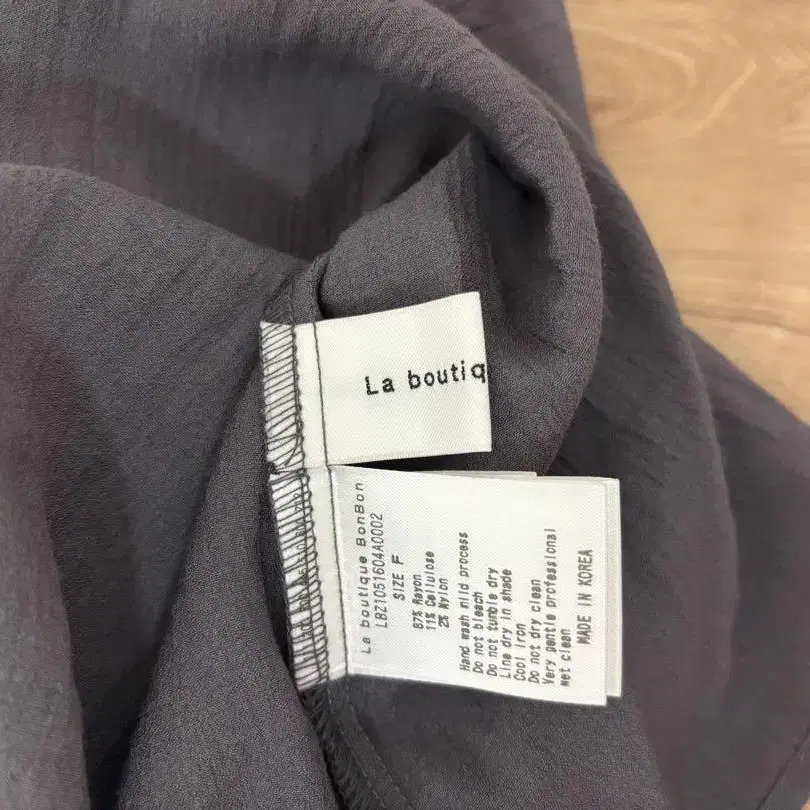 La boutiq
La boutique BonBon
LBZ1051604A0002
SIZE F
87% Rayon
11% Cellulose
2% Nylon
Hand wash mild process
Do not bleach
Do not tumble dry
Line dry in shade
Cool iron
Do not dry clean
Very gentle professional
wet clean
MADE IN KOREA